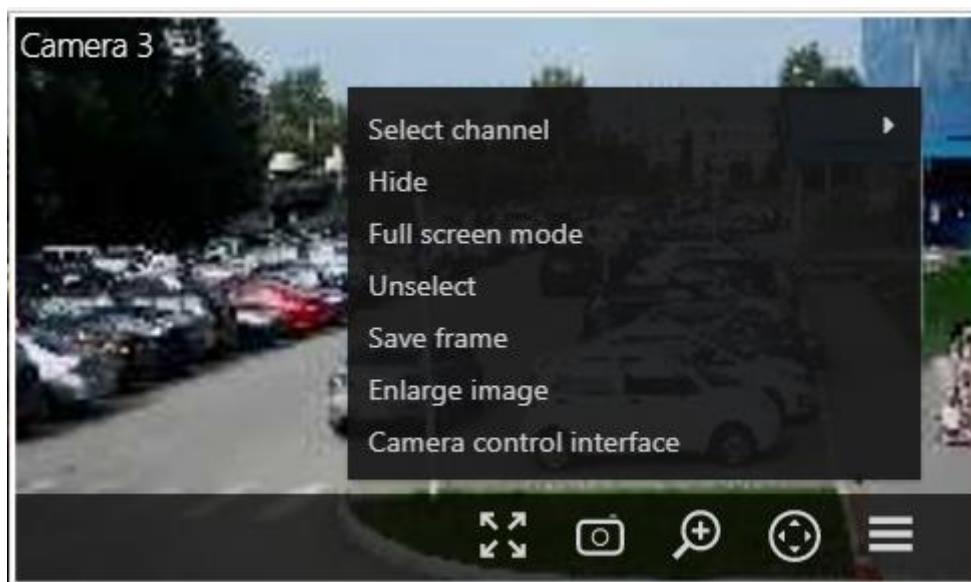 Camera 3
Select channel
Hide
Full screen mode
Unselect
Save frame
Enlarge image
Camera control interface